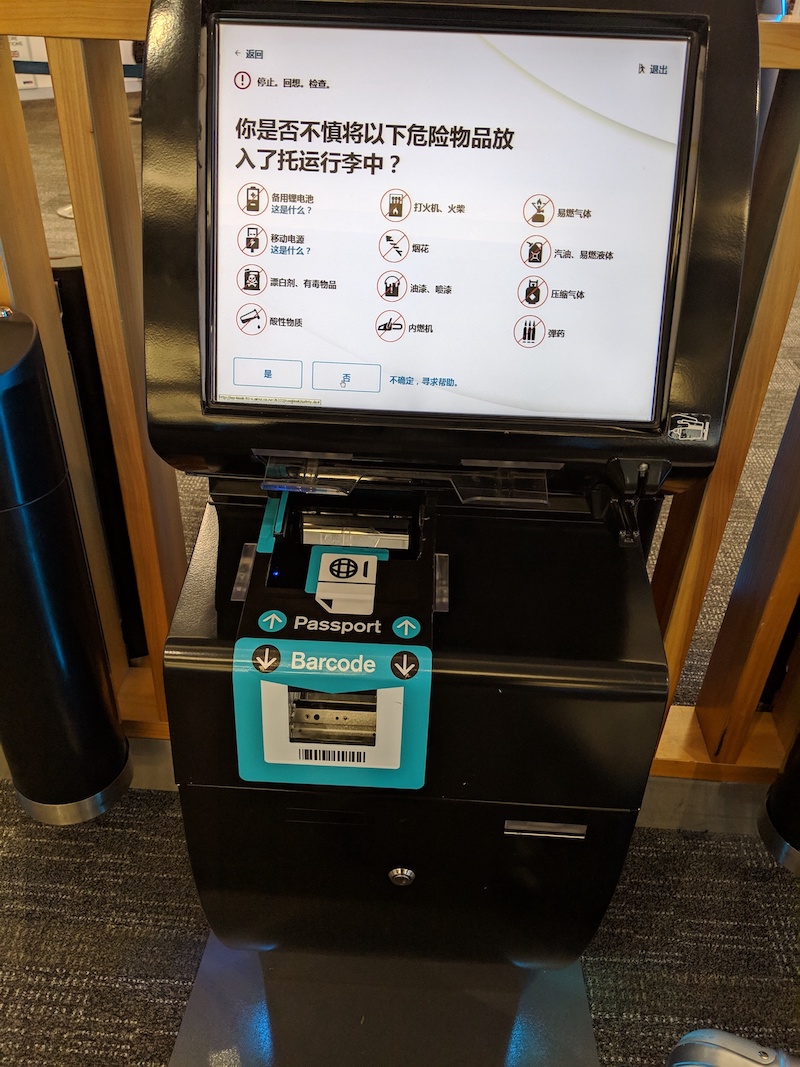 ← 返回
退出
停止。回想。检查。
你是否不慎将以下危险物品放
入了托运行李中？
备用锂电池
这是什么？
打火机、火柴
易燃气体
移动电源
这是什么？
烟花
汽油、易燃液体
漂白剂、有毒物品
油漆、喷漆
压缩气体
酸性物质
内燃机
弹药
是
否
不确定，寻求帮助。
Passport
Barcode